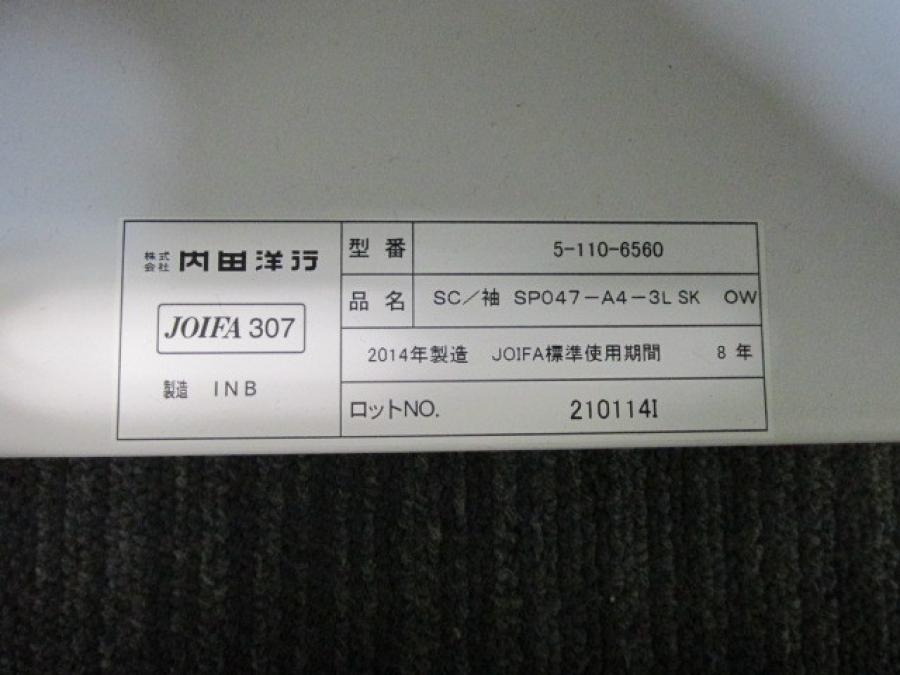 株式会社 内田洋行
JOIFA 307
製造 INB
型番 5-110-6560
品名 SC／袖 SP047－A4－3L SK OW
2014年製造 JOIFA標準使用期間 8年
ロットNO. 210114I